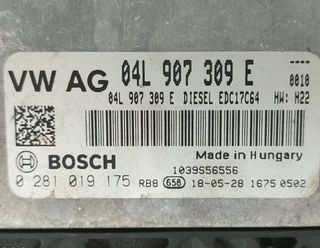 VW AG 04L 907 309 E
0010
04L 907 309 E DIESEL EDC17C64 HW: H22
BOSCH
Made in Hungary
1039S56556
0 281 019 175 RB8 658 18-05-28 1675 0502